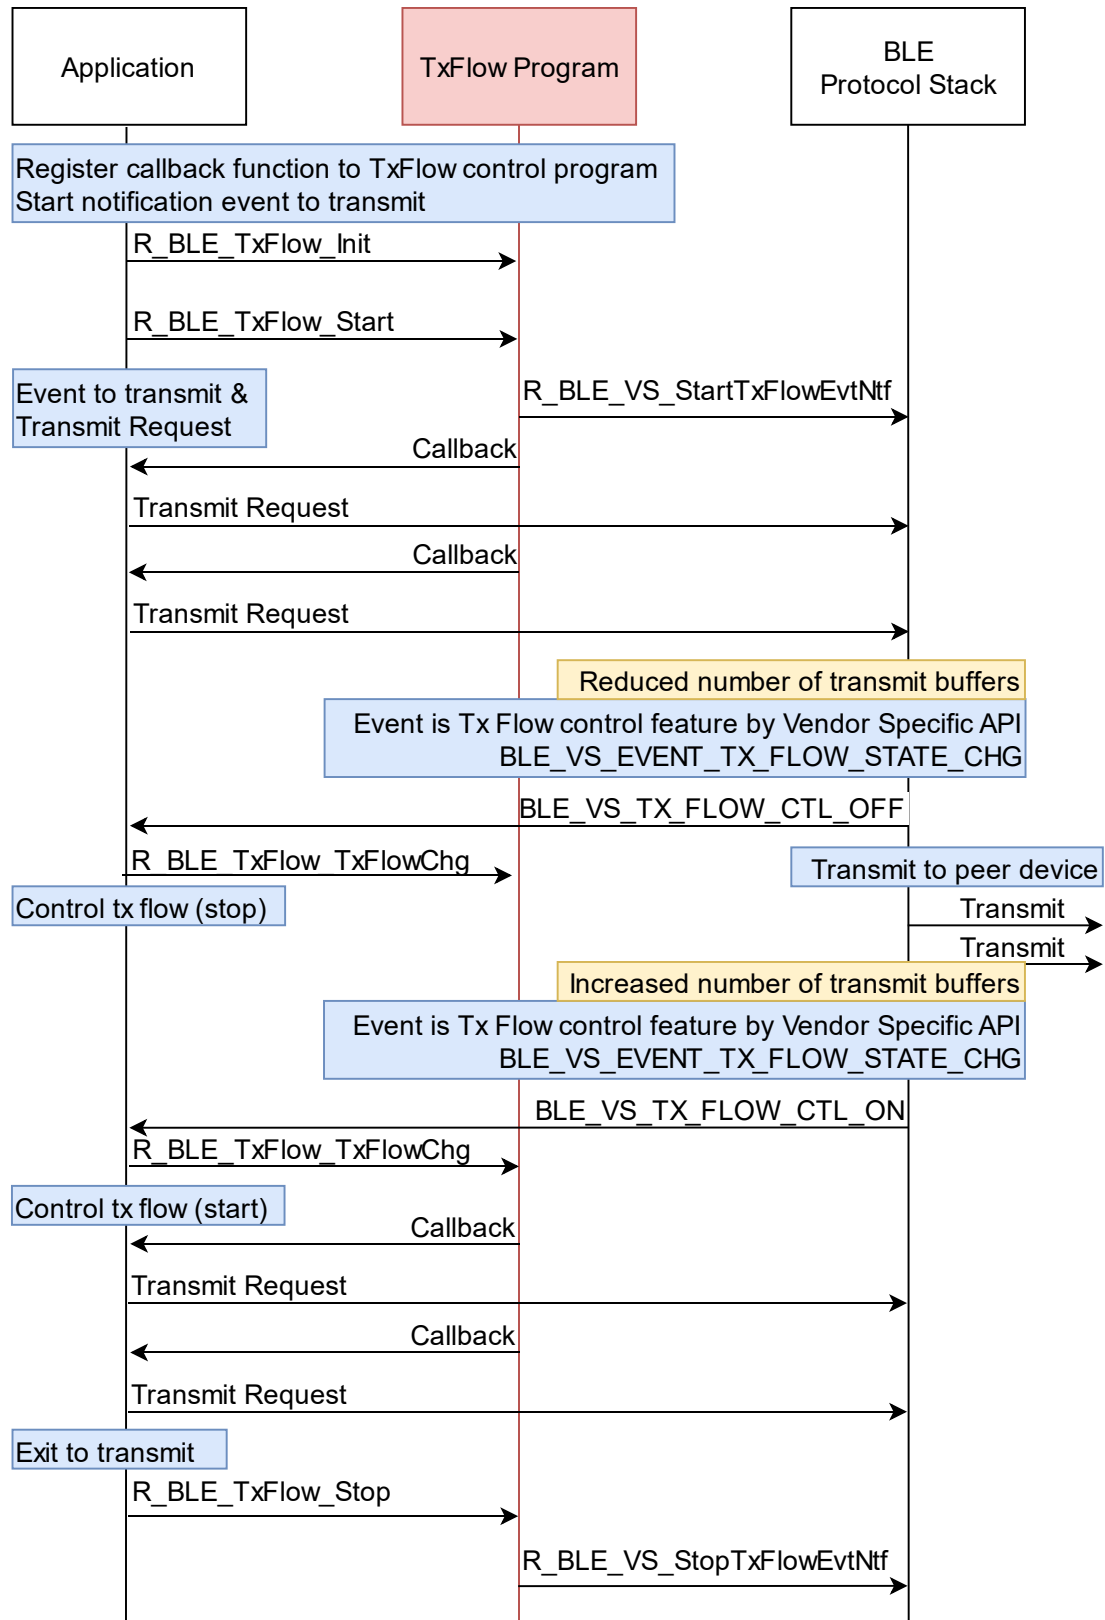 Application
TxFlow Program
BLE
Protocol Stack
Register callback function to TxFlow control program
Start notification event to transmit
R_BLE_TxFlow_Init
R_BLE_TxFlow_Start
Event to transmit &
Transmit Request
R_BLE_VS_StartTxFlowEvtNtf
Callback
Transmit Request
Callback
Transmit Request
Reduced number of transmit buffers
Event is Tx Flow control feature by Vendor Specific API
BLE_VS_EVENT_TX_FLOW_STATE_CHG
BLE_VS_TX_FLOW_CTL_OFF
R_BLE_TxFlow_TxFlowChg
Transmit to peer device
Control tx flow (stop)
Transmit
Transmit
Increased number of transmit buffers
Event is Tx Flow control feature by Vendor Specific API
BLE_VS_EVENT_TX_FLOW_STATE_CHG
BLE_VS_TX_FLOW_CTL_ON
R_BLE_TxFlow_TxFlowChg
Control tx flow (start)
Callback
Transmit Request
Callback
Transmit Request
Exit to transmit
R_BLE_TxFlow_Stop
R_BLE_VS_StopTxFlowEvtNtf